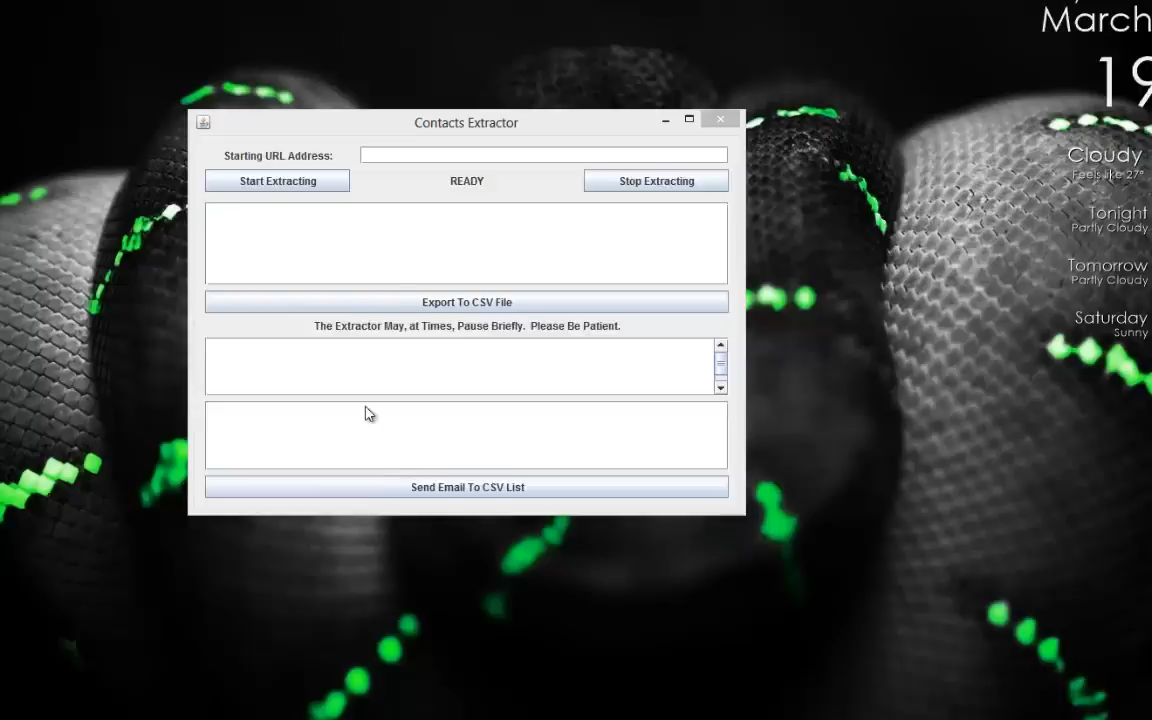 March
19
Contacts Extractor
Starting URL Address:
Start Extracting
READY
Stop Extracting
Cloudy
Feels like 27°
Tonight
Partly Cloudy
Export To CSV File
Tomorrow
Partly Cloudy
The Extractor May, at Times, Pause Briefly. Please Be Patient.
Saturday
Sunny
Send Email To CSV List